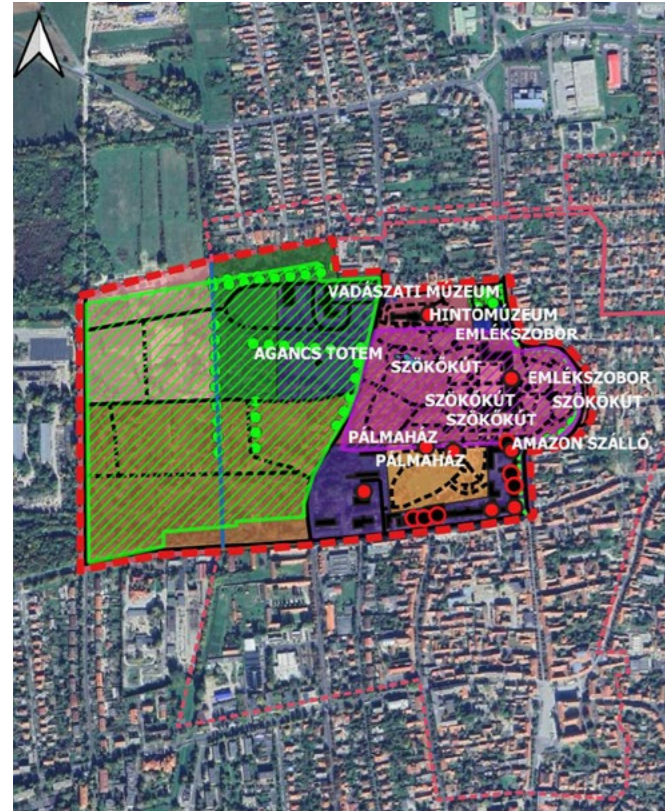 VADÁSZATI MÚZEUM
HINTÓMÚZEUM
EMLÉKSZOBOR
AGANCS TOTEM
SZÖKŐKÚT
EMLÉKSZOBOR
SZÖKŐKÚT
SZÖKŐKÚT
SZÖKŐKÚT
PÁLMAHÁZ
AMAZON SZÁLLÓ
PÁLMAHÁZ